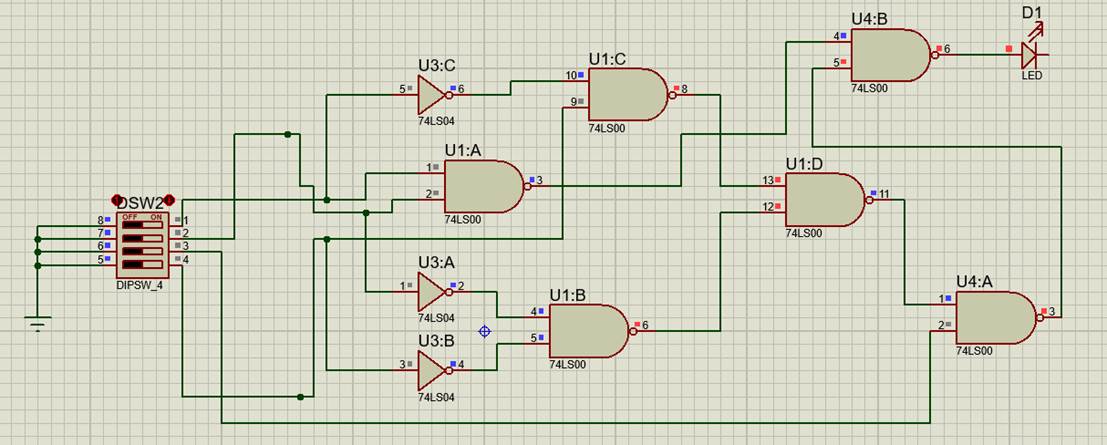 D1
U4:B
4
5
6
LED
74LS00
U3:C
5
6
74LS04
U1:C
10
9
8
74LS00
U1:A
1
2
3
74LS00
U1:D
13
12
11
74LS00
DSW2
OFF ON
8
7
6
5
1
2
3
4
DIPSW_4
U3:A
1
2
74LS04
U1:B
4
5
6
74LS00
U3:B
3
4
74LS04
U4:A
1
2
3
74LS00